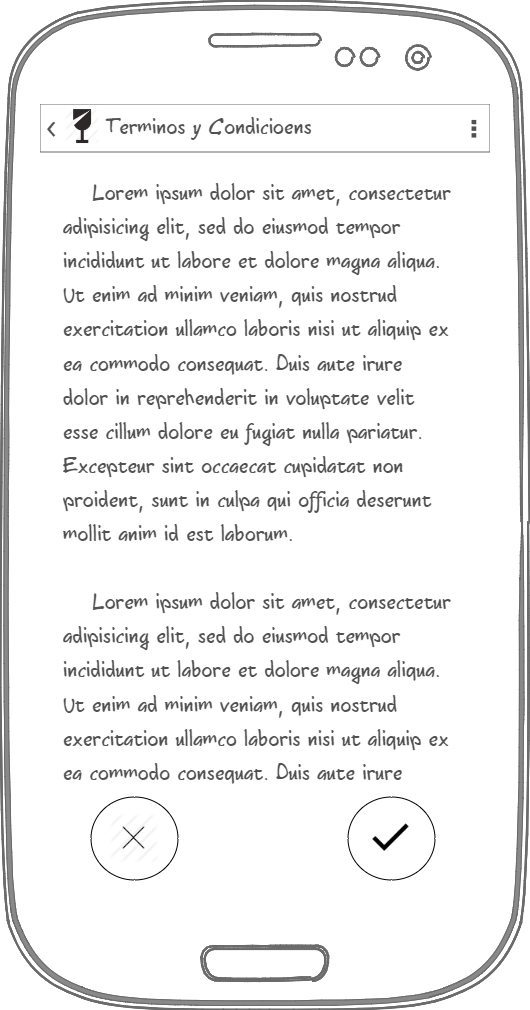 Terminos y Condicioens
Lorem ipsum dolor sit amet, consectetur
adipisicing elit, sed do eiusmod tempor
incididunt ut labore et dolore magna aliqua.
Ut enim ad minim veniam, quis nostrud
exercitation ullamco laboris nisi ut aliquip ex
ea commodo consequat. Duis aute irure
dolor in reprehenderit in voluptate velit
esse cillum dolore eu fugiat nulla pariatur.
Excepteur sint occaecat cupidatat non
proident, sunt in culpa qui officia deserunt
mollit anim id est laborum.
Lorem ipsum dolor sit amet, consectetur
adipisicing elit, sed do eiusmod tempor
incididunt ut labore et dolore magna aliqua.
Ut enim ad minim veniam, quis nostrud
exercitation ullamco laboris nisi ut aliquip ex
ea commodo consequat. Duis aute irure